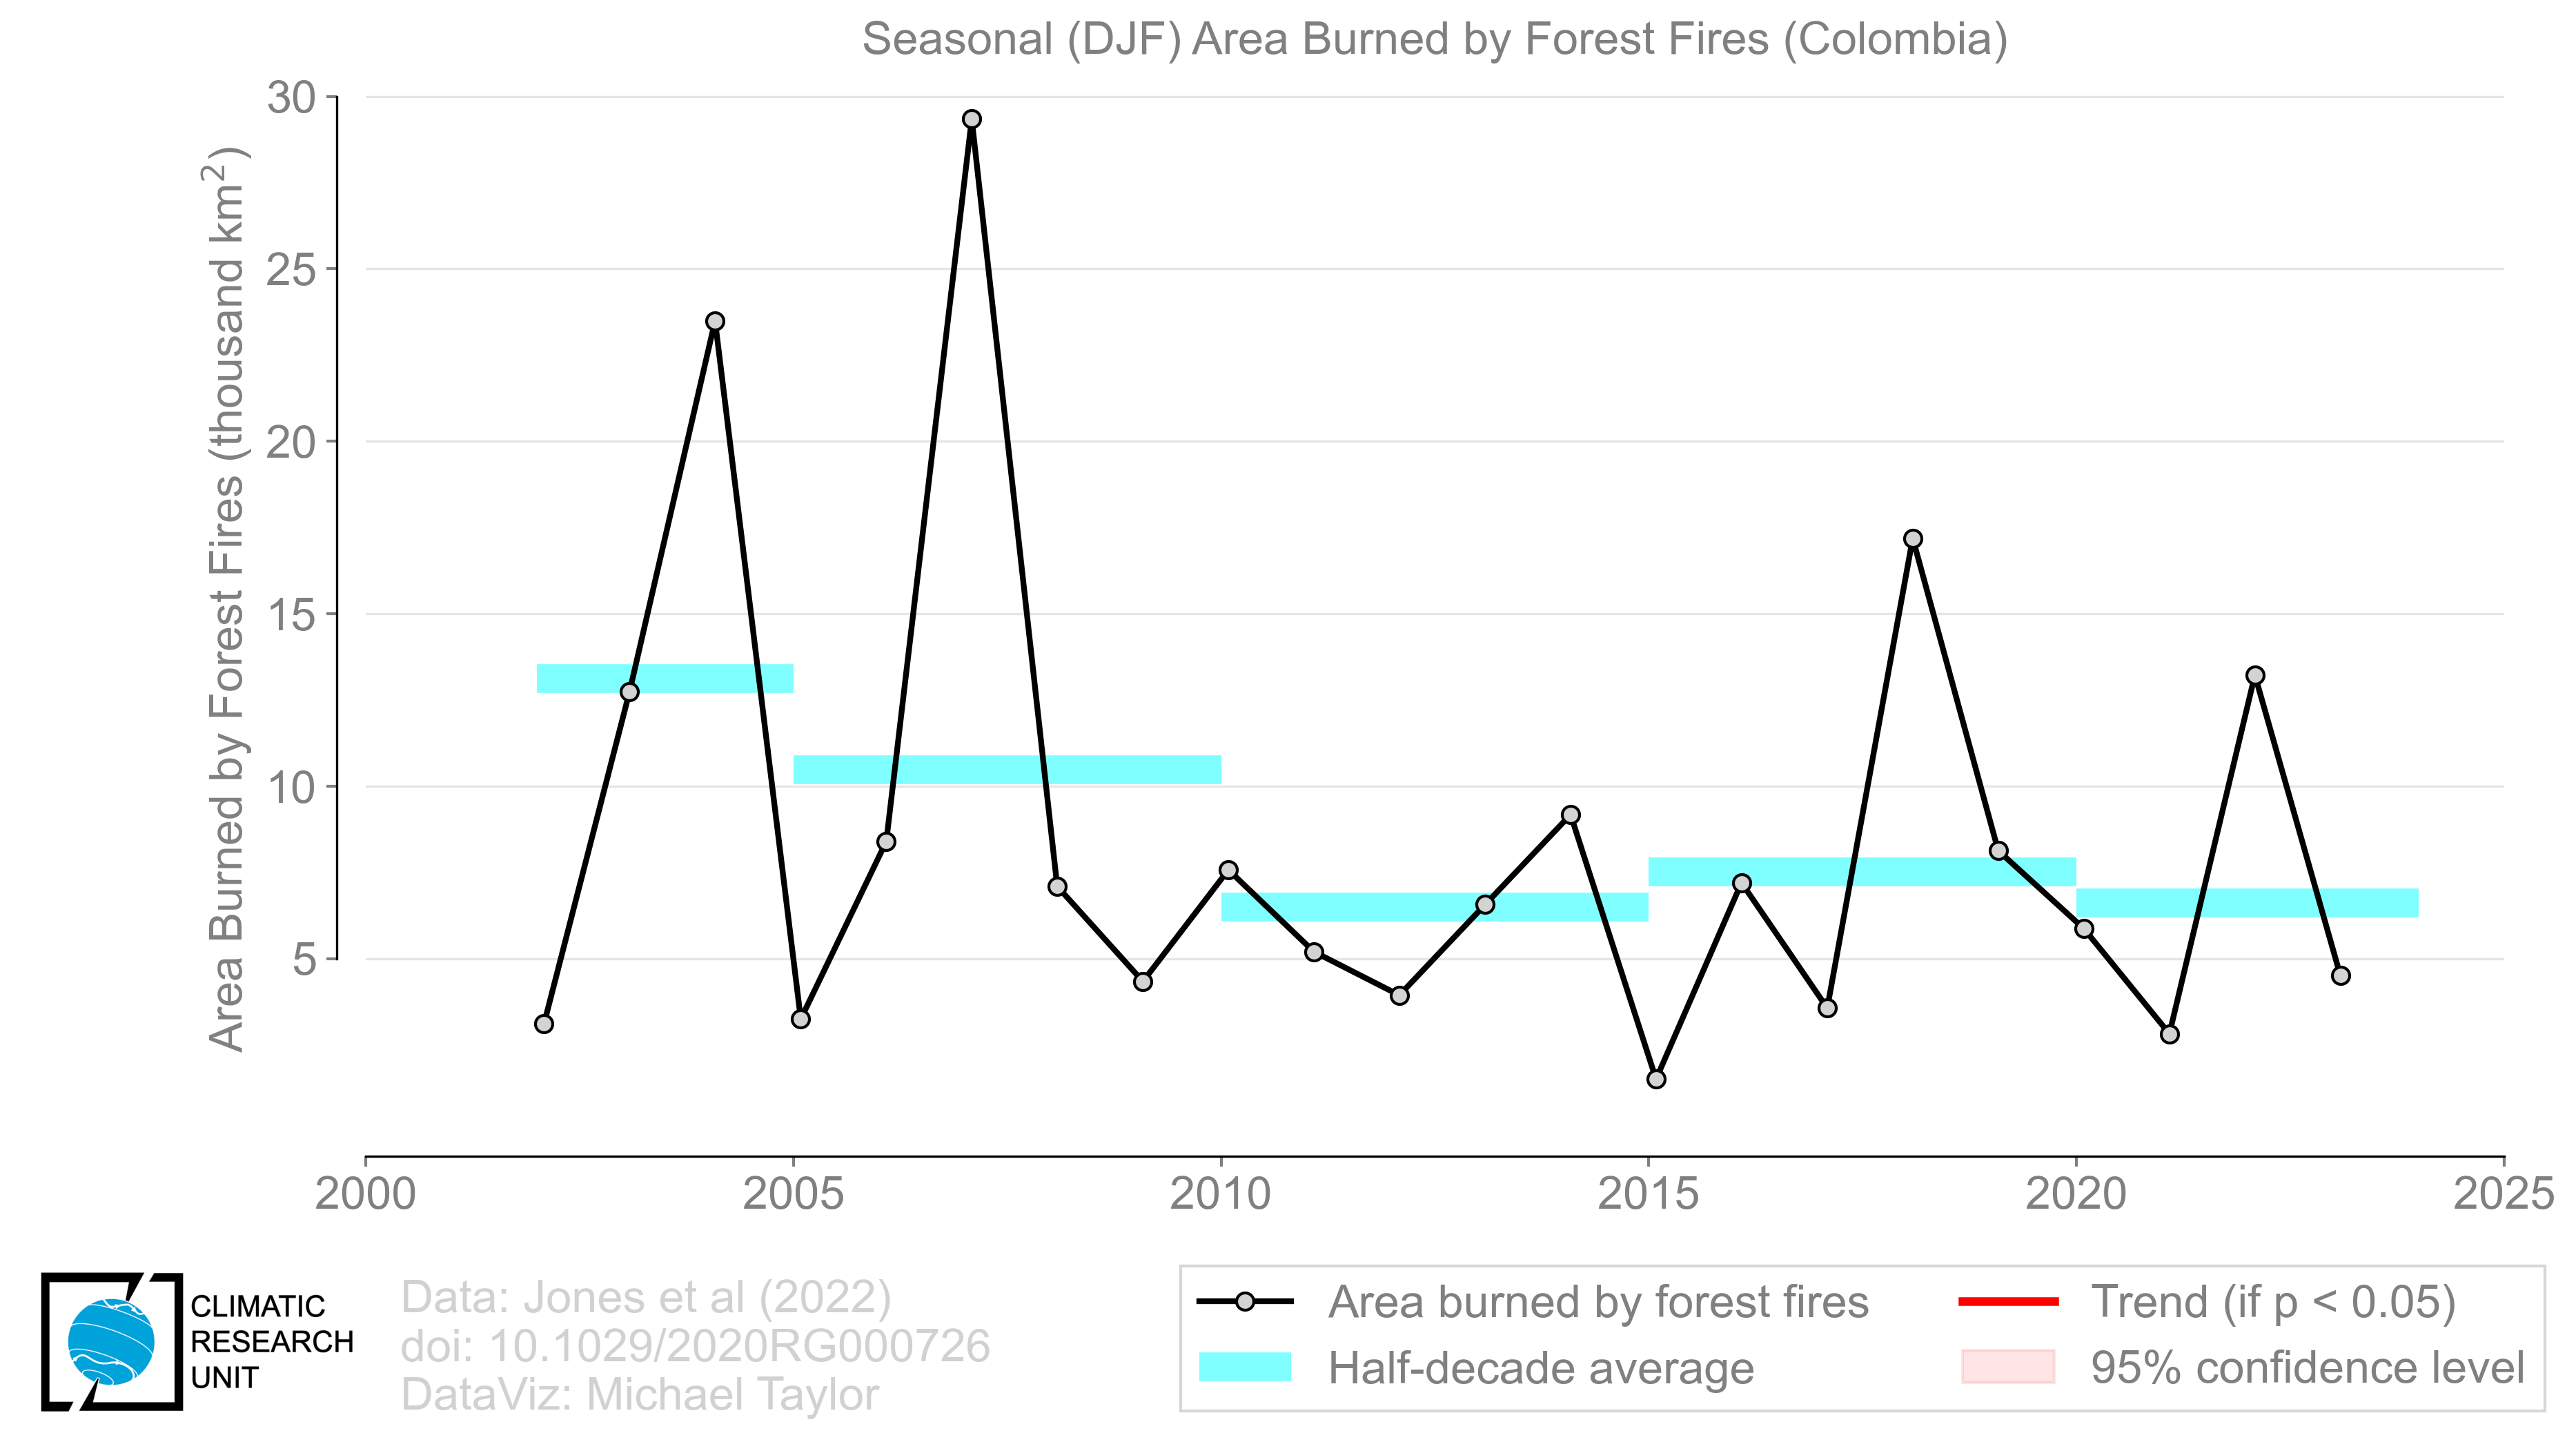 Seasonal (DJF) Area Burned by Forest Fires (Colombia)
Area Burned by Forest Fires (thousand km²)
30
25
20
15
10
5
2000 2005 2010 2015 2020 2025
CLIMATIC
RESEARCH
UNIT
Data: Jones et al (2022)
doi: 10.1029/2020RG000726
DataViz: Michael Taylor
Area burned by forest fires
Half-decade average
Trend (if p < 0.05)
95% confidence level